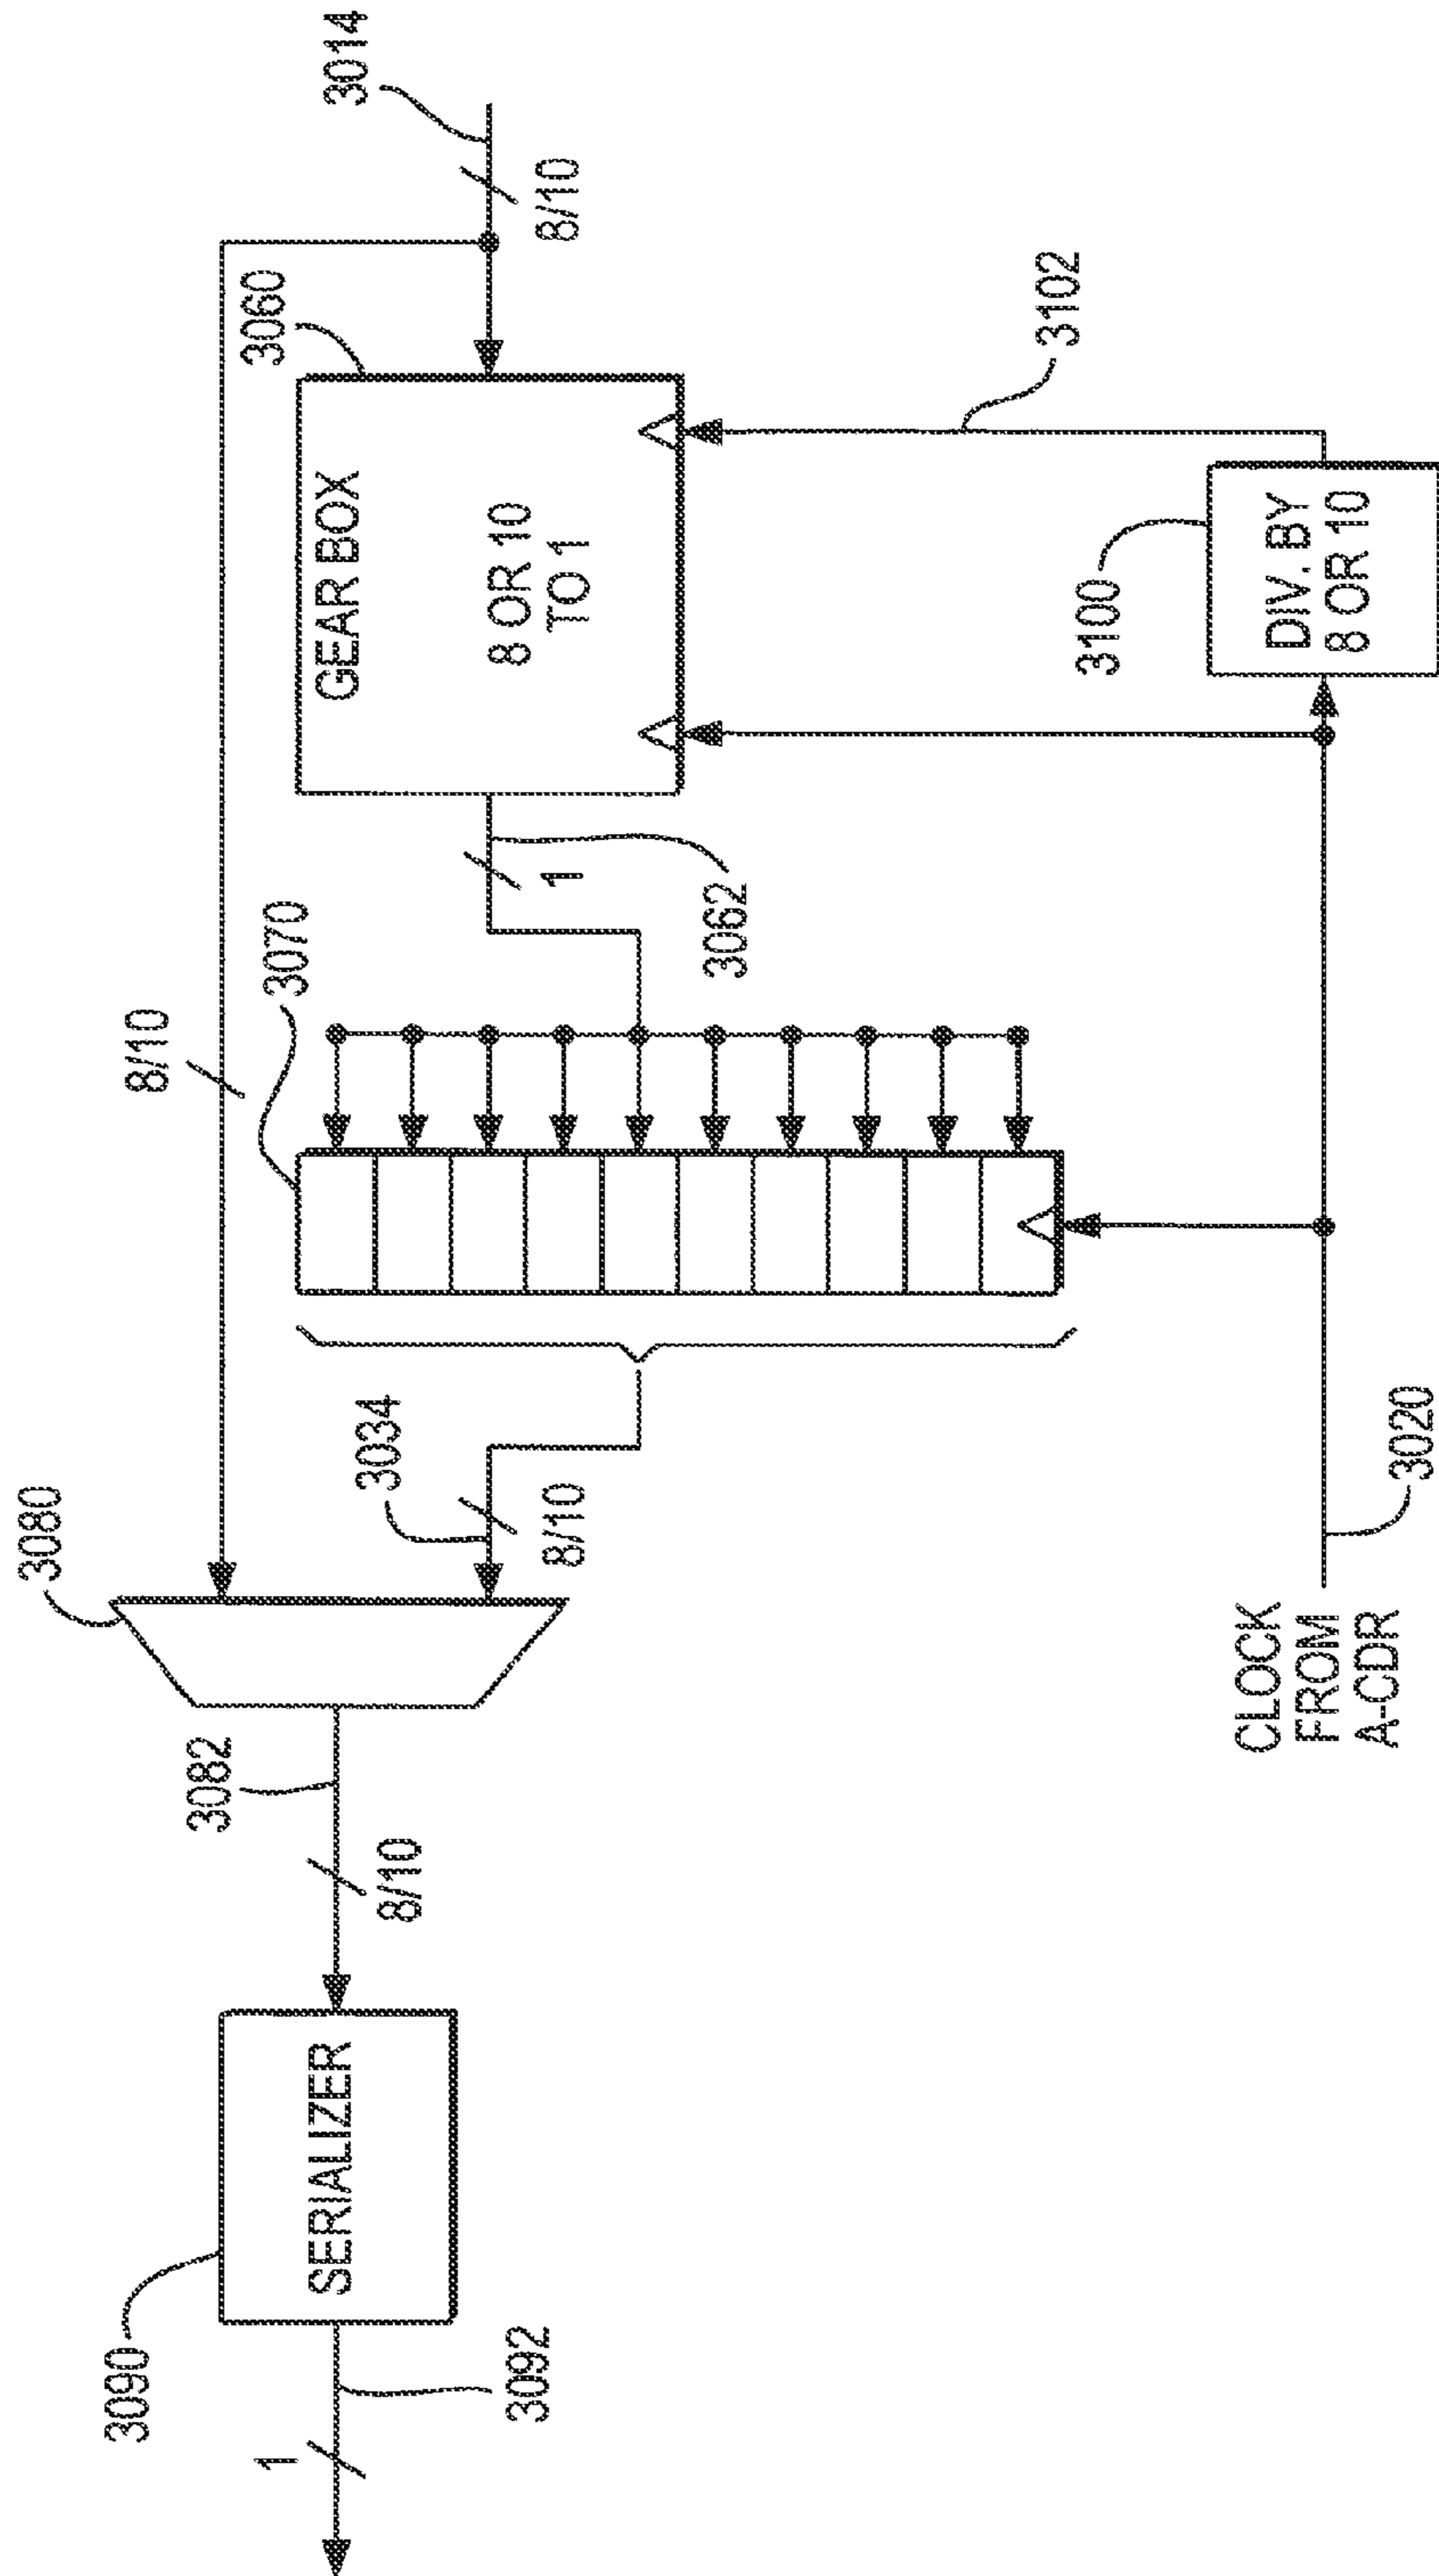 3090
1
SERIALIZER
3092
3082
8/10
3080
3034
8/10
8/10
3070
3062
1
3060
GEAR BOX
8 OR 10
TO 1
3014
8/10
3102
3100
DIV. BY
8 OR 10
CLOCK
FROM
A-CDR
3020